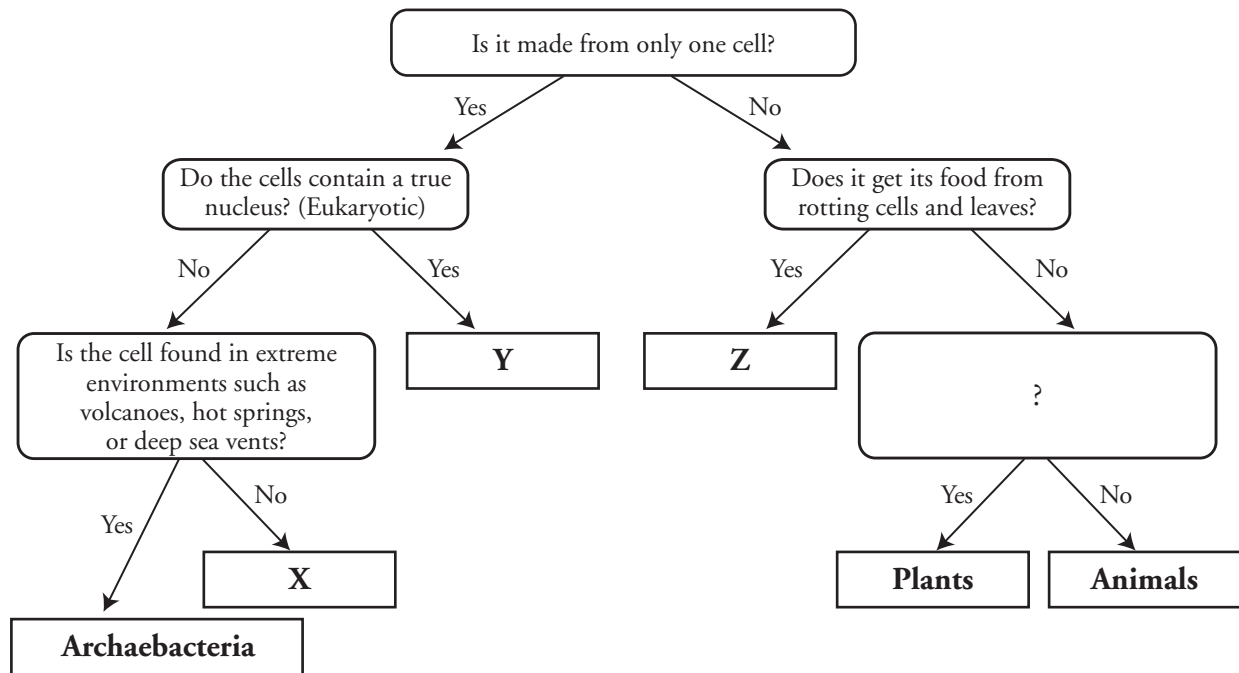 Is it made from only one cell?
Yes
No
Do the cells contain a true
nucleus? (Eukaryotic)
Does it get its food from
rotting cells and leaves?
No
Yes
Yes
No
Is the cell found in extreme
environments such as
volcanoes, hot springs,
or deep sea vents?
Y
Z
?
Yes
No
Yes
No
X
Plants
Animals
Archaebacteria